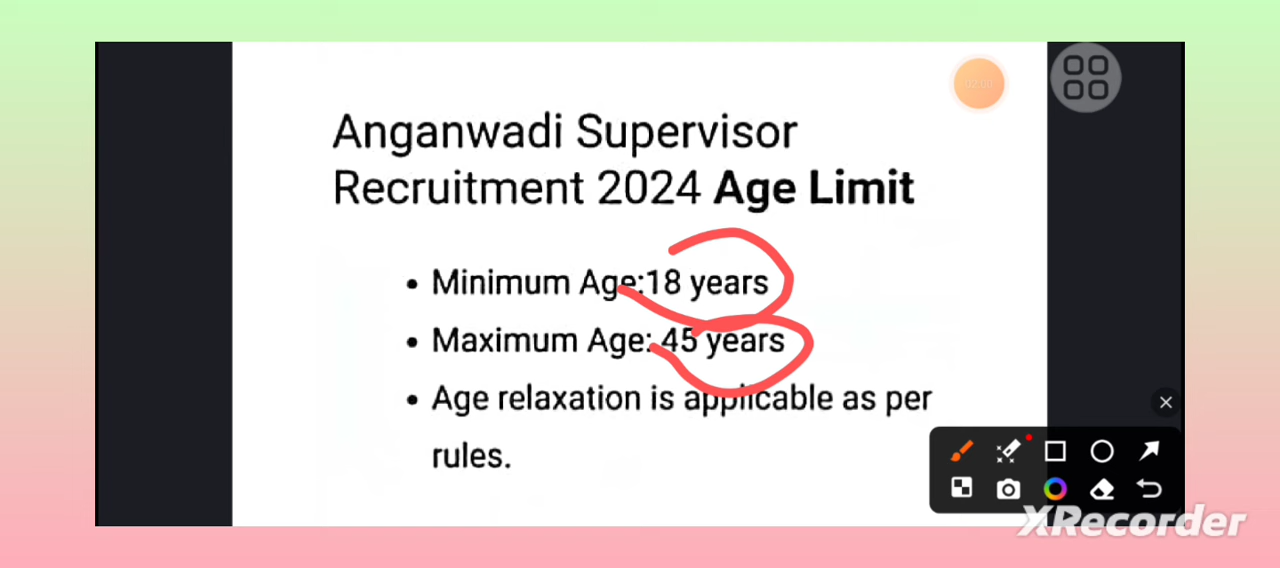 Anganwadi Supervisor
Recruitment 2024 Age Limit
• Minimum Age:18 years
• Maximum Age: 45 years
• Age relaxation is applicable as per
rules.
XRecorder